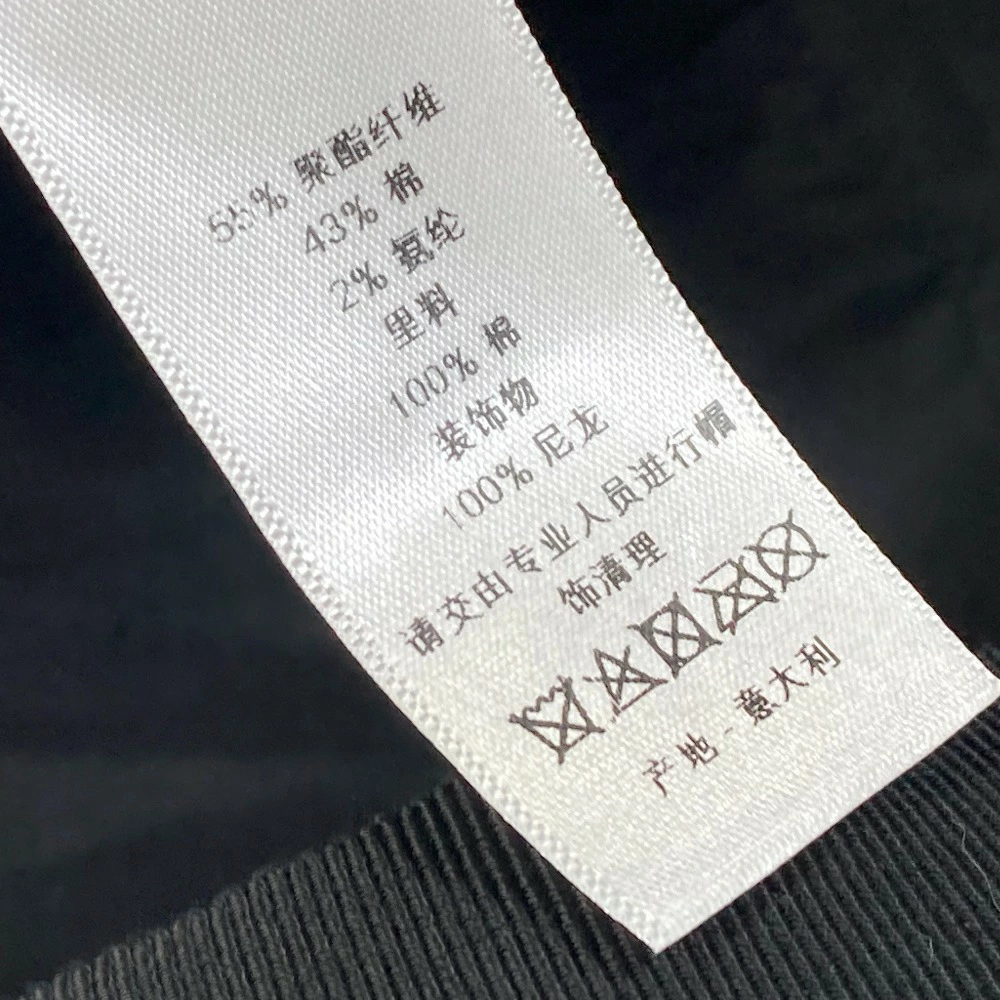 55% 聚酯纤维
43% 棉
2% 氨纶
里料
100% 棉
装饰物
100% 尼龙
请交由专业人员进行帽
饰清理
产地 - 意大利